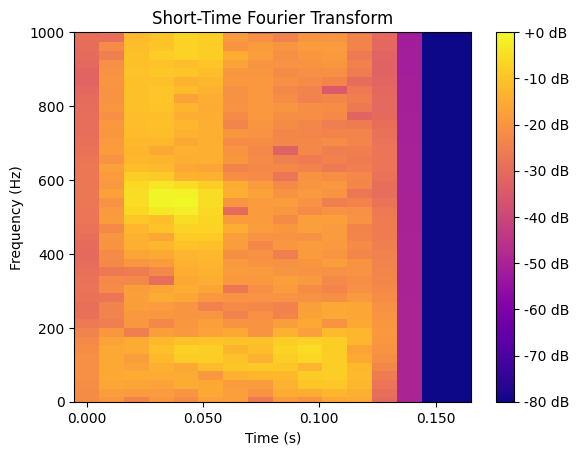 Short-Time Fourier Transform
1000
800
600
400
200
0
Frequency (Hz)
0.000
0.050
0.100
0.150
Time (s)
+0 dB
-10 dB
-20 dB
-30 dB
-40 dB
-50 dB
-60 dB
-70 dB
-80 dB